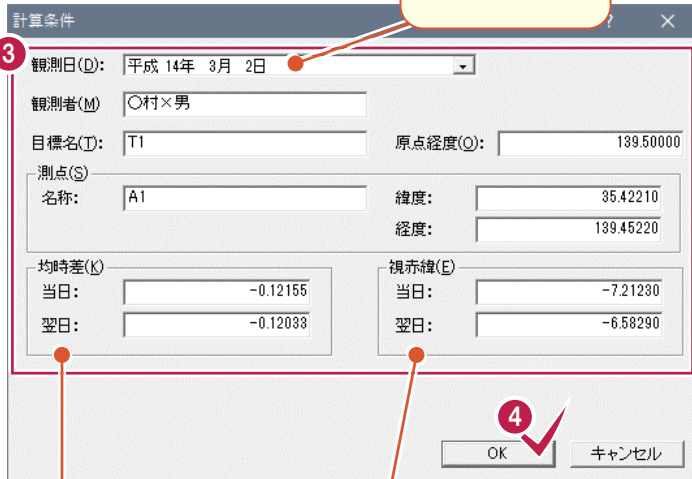 計算条件 ? ×
3
観測日(D): 平成 14年 3月 2日
観測者(M) 〇村×男
目標名(T): T1 原点経度(O): 139.50000
測点(S)
名称: A1 緯度: 35.42210
経度: 139.45220
均時差(K) 視赤緯(E)
当日: -0.12155 当日: -7.21230
翌日: -0.12033 翌日: -6.58290
4
OK キャンセル